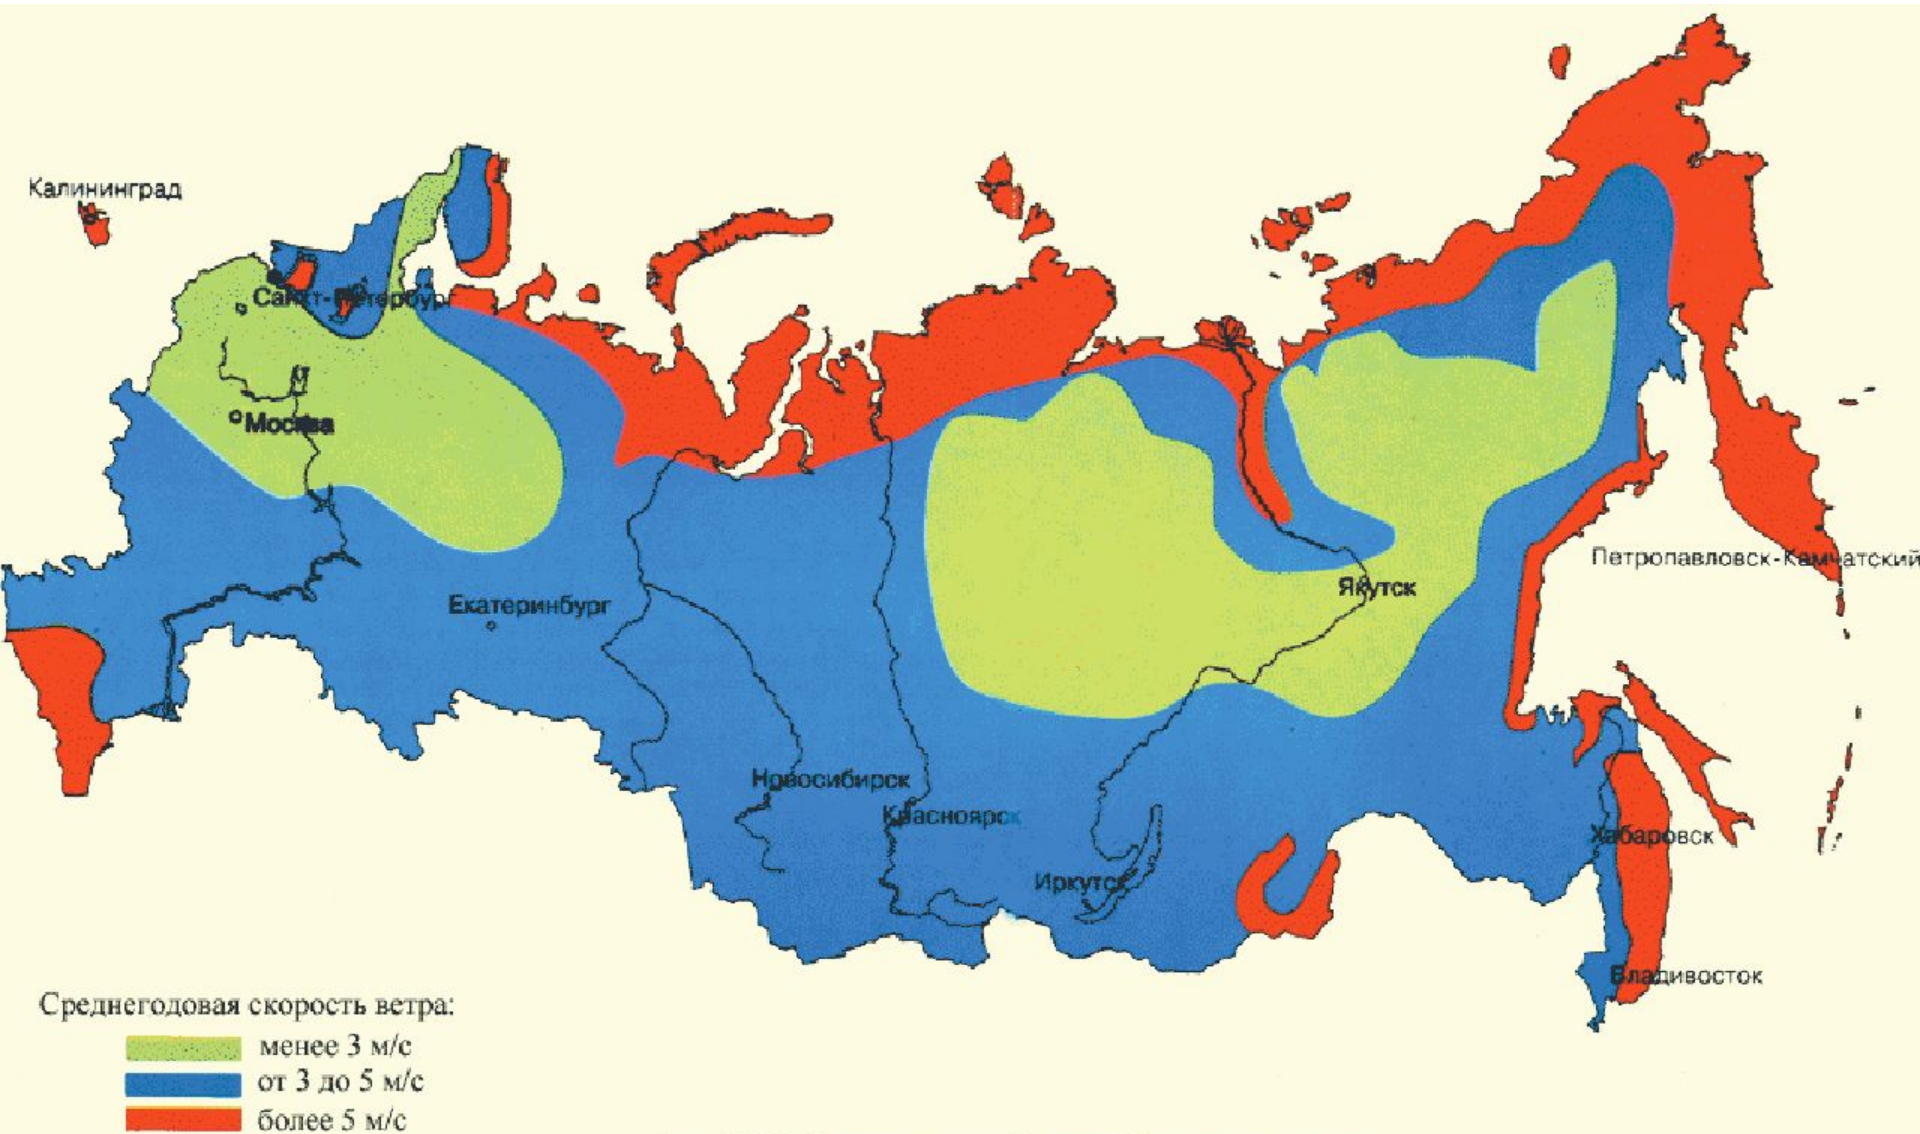 Калининград
Санкт-Петербург
Москва
Петропавловск-Камчатский
Якутск
Екатеринбург
Новосибирск
Красноярск
Хабаровск
Иркутск
Владивосток
Среднегодовая скорость ветра:
менее 3 м/с
от 3 до 5 м/с
более 5 м/с